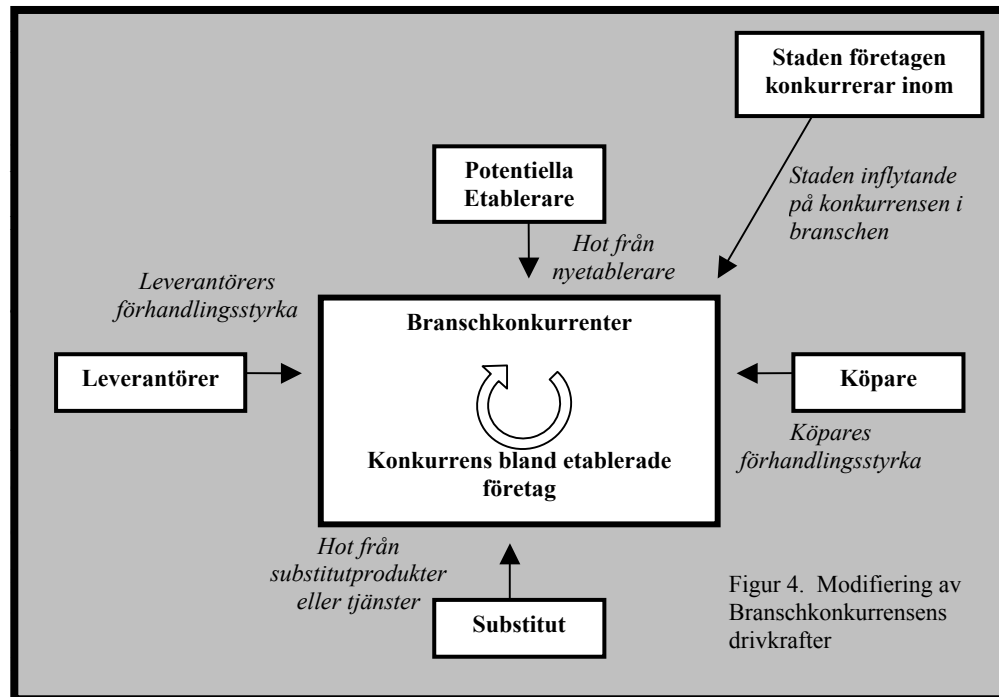 Staden företagen
konkurrerar inom
Potentiella
Etablerare
Staden inflytande
på konkurrensen i
branschen
Hot från
nyetablerare
Leverantörers
förhandlingsstyrka
Branschkonkurrenter
Leverantörer
Köpare
Köpares
förhandlingsstyrka
Konkurrens bland etablerade
företag
Hot från
substitutprodukter
eller tjänster
Substitut
Figur 4.  Modifiering av
Branschkonkurrensens
drivkrafter